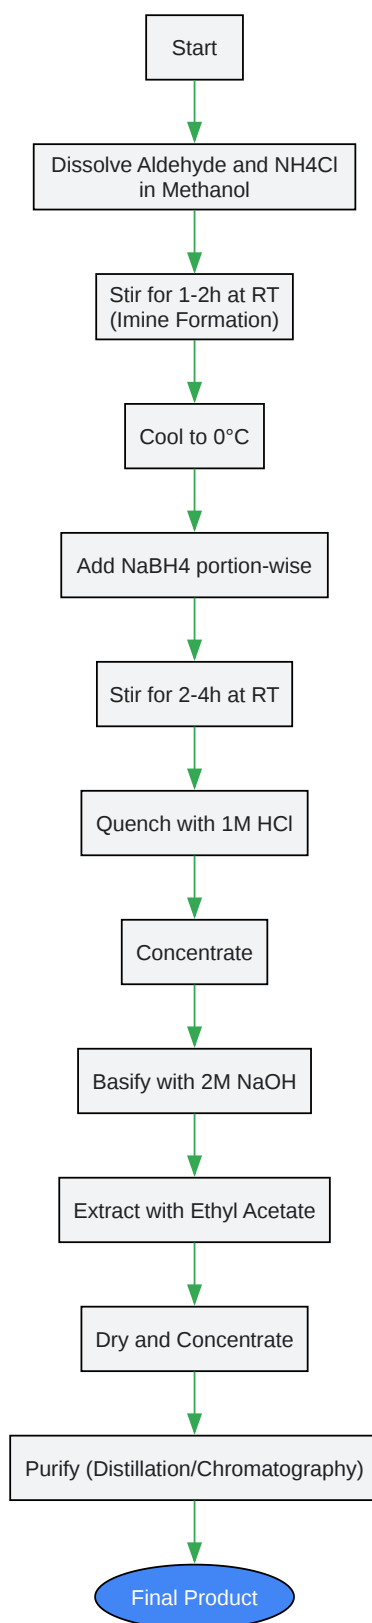 Start
Dissolve Aldehyde and NH4Cl
in Methanol
Stir for 1-2h at RT
(Imine Formation)
Cool to 0°C
Add NaBH4 portion-wise
Stir for 2-4h at RT
Quench with 1M HCl
Concentrate
Basify with 2M NaOH
Extract with Ethyl Acetate
Dry and Concentrate
Purify (Distillation/Chromatography)
Final Product